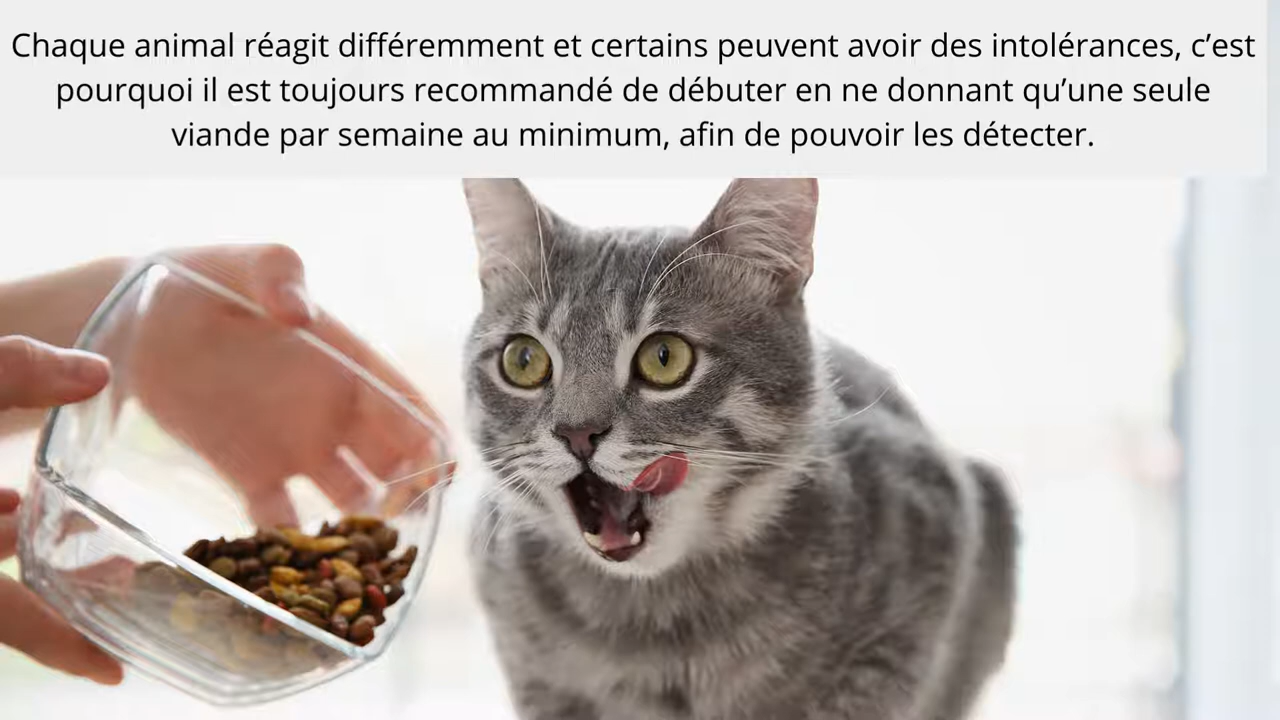 Chaque animal réagit différemment et certains peuvent avoir des intolérances, c’est
pourquoi il est toujours recommandé de débuter en ne donnant qu’une seule
viande par semaine au minimum, afin de pouvoir les détecter.